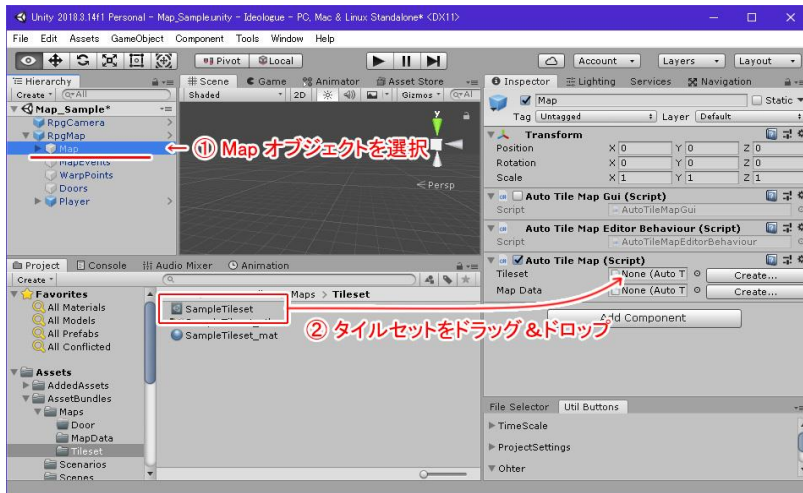 Unity 2018.3.14f1 Personal - Map_Sample.unity - Ideologue - PC, Mac & Linux Standalone* <DX11>
File Edit Assets GameObject Component Tools Window Help
Pivot Local Account Layers Layout
Hierarchy
Create All
Map_Sample*
RpgCamera
RpgMap
Map
MapEvents
WarpPoints
Doors
Player
Scene Game Animator Asset Store
Shaded 2D Gizmos All
y
Persp
① Map オブジェクトを選択
Inspector Lighting Services Navigation
Map Static
Tag Untagged Layer Default
Transform
Position X 0 Y 0 Z 0
Rotation X 0 Y 0 Z 0
Scale X 1 Y 1 Z 1
Auto Tile Map Gui (Script)
Script AutoTileMapGui
Auto Tile Map Editor Behaviour (Script)
Script AutoTileMapEditorBehaviour
Auto Tile Map (Script)
Tileset None (Auto T Create...
Map Data None (Auto T Create...
Add Component
Project Console Audio Mixer Animation
Create
Favorites
All Materials
All Models
All Prefabs
All Conflicted
Assets
AddedAssets
AssetBundles
Maps
Door
MapData
Tileset
Scenarios
Scenes
Maps > Tileset
SampleTileset
SampleTileset_mat
② タイルセットをドラッグ&ドロップ
File Selector Util Buttons
TimeScale
ProjectSettings
Ohter